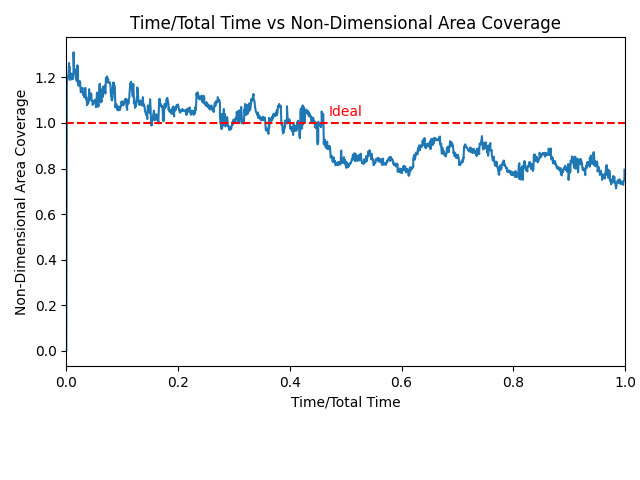 Time/Total Time vs Non-Dimensional Area Coverage
Non-Dimensional Area Coverage
1.2
1.0
0.8
0.6
0.4
0.2
0.0
Ideal
0.0 0.2 0.4 0.6 0.8 1.0
Time/Total Time